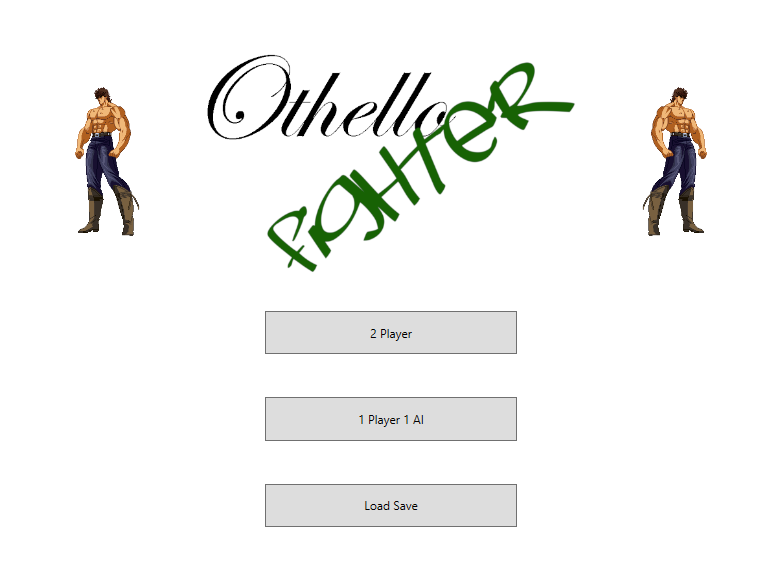 Othello
FigHtER
2 Player
1 Player 1 AI
Load Save